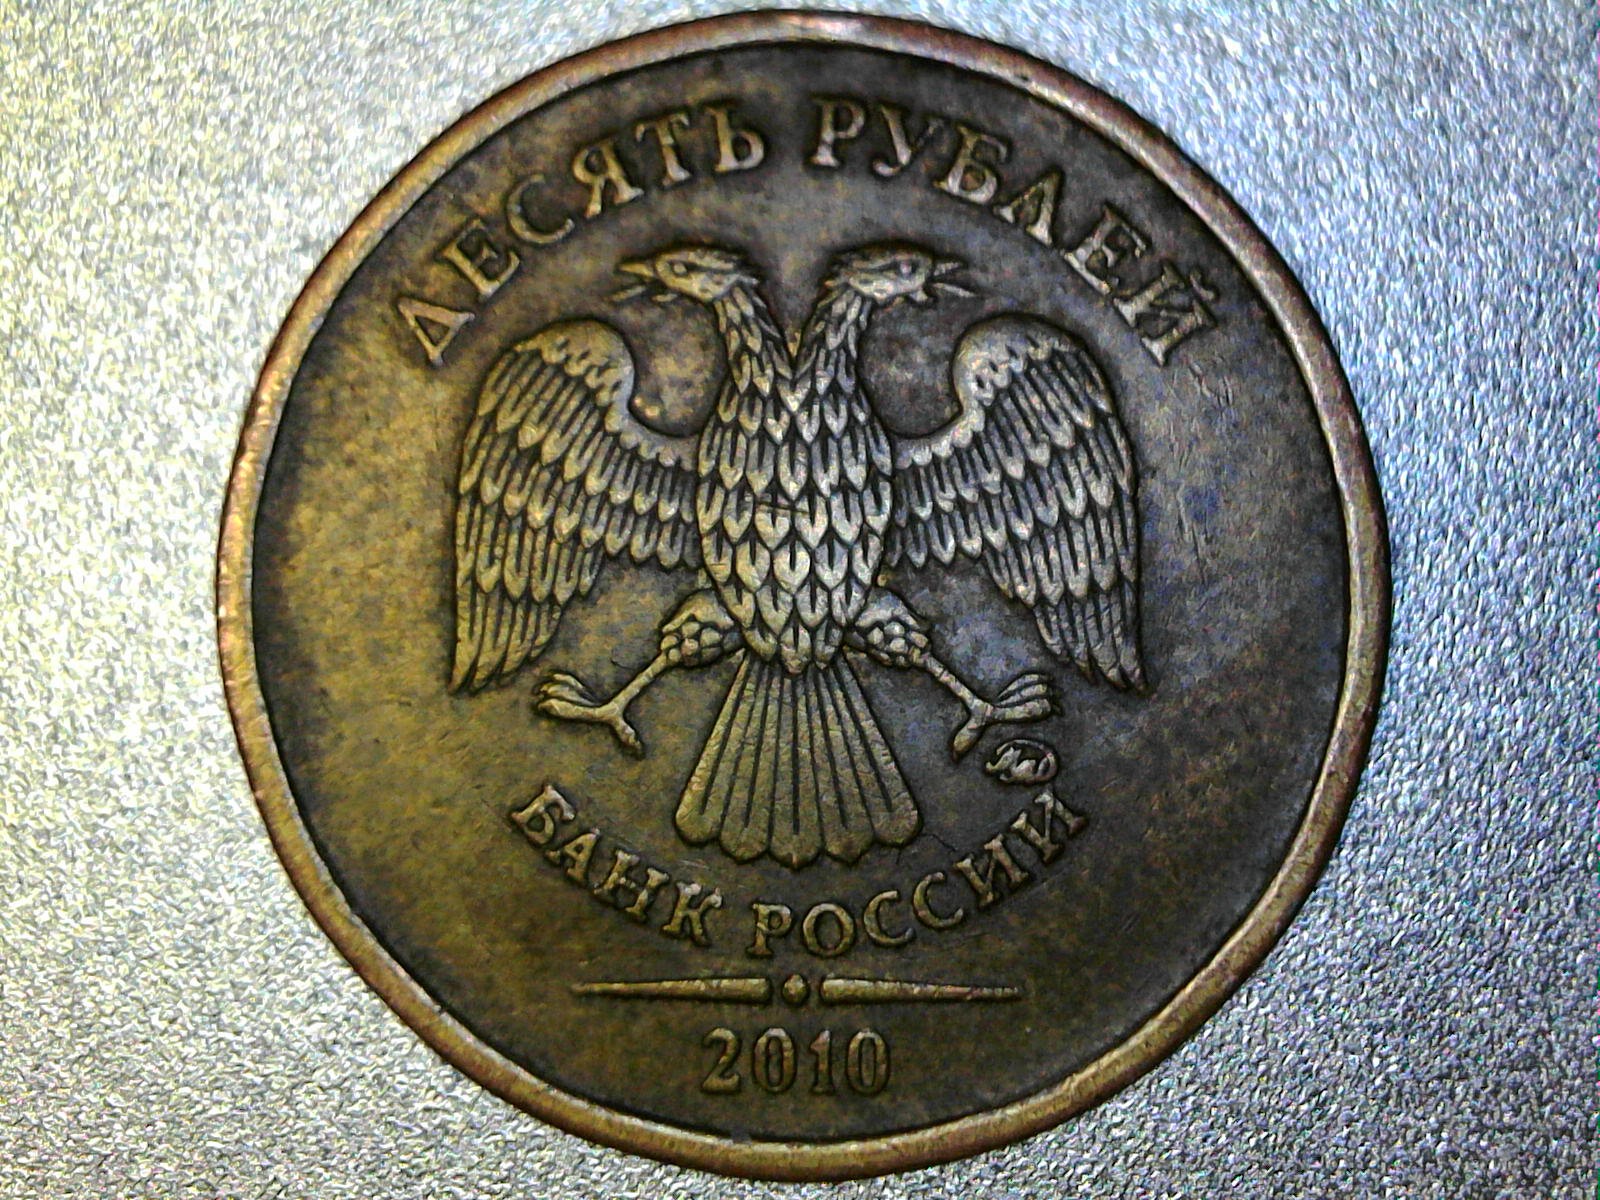 ДЕСЯТЬ РУБЛЕЙ
БАНК РОССИИ
2010